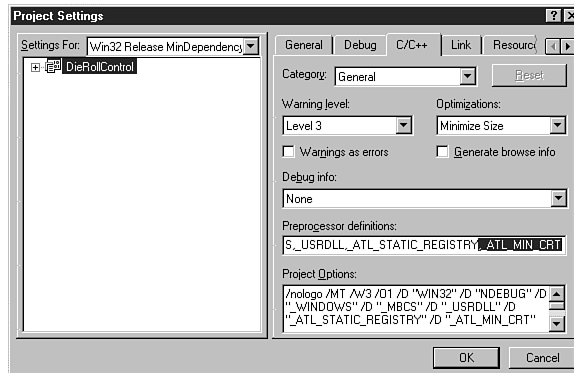 Project Settings
Settings For: Win32 Release MinDependency
DieRollControl
General Debug C/C++ Link Resourc
Category: General Reset
Warning level: Optimizations:
Level 3 Minimize Size
Warnings as errors Generate browse info
Debug info:
None
Preprocessor definitions:
S,_USRDLL,_ATL_STATIC_REGISTRY,_ATL_MIN_CRT
Project Options:
/nologo /MT /W3 /O1 /D "WIN32" /D "NDEBUG" /D
"_WINDOWS" /D "_MBCS" /D "_USRDLL" /D
"_ATL_STATIC_REGISTRY" /D "_ATL_MIN_CRT"
OK Cancel